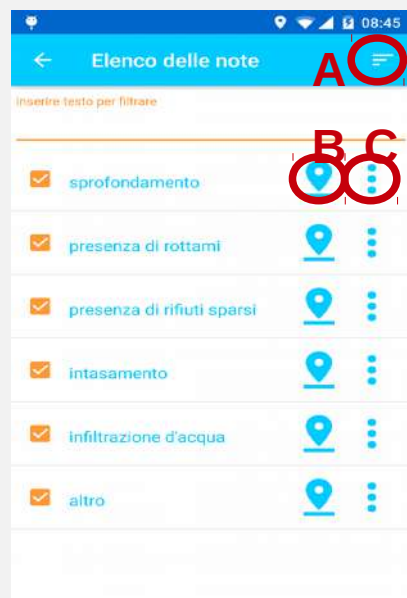 08:45
Elenco delle note
A
inserire testo per filtrare
B C
sprofondamento
presenza di rottami
presenza di rifiuti sparsi
intasamento
infiltrazione d'acqua
altro